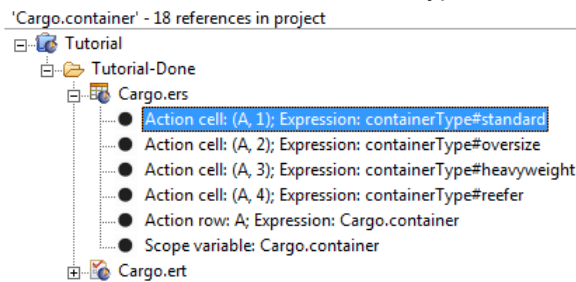 'Cargo.container' - 18 references in project
Tutorial
Tutorial-Done
Cargo.ers
Action cell: (A, 1); Expression: containerType#standard
Action cell: (A, 2); Expression: containerType#oversize
Action cell: (A, 3); Expression: containerType#heavyweight
Action cell: (A, 4); Expression: containerType#reefer
Action row: A; Expression: Cargo.container
Scope variable: Cargo.container
Cargo.ert